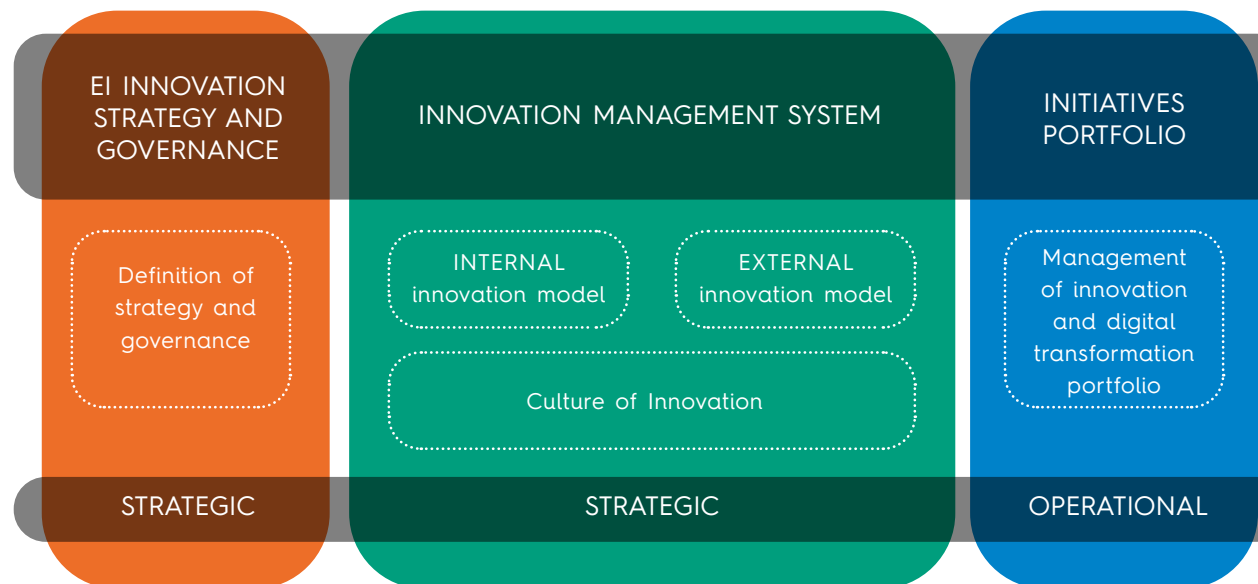 EI INNOVATION
STRATEGY AND
GOVERNANCE
INNOVATION MANAGEMENT SYSTEM
INITIATIVES
PORTFOLIO
Definition of
strategy and
governance
INTERNAL
innovation model
EXTERNAL
innovation model
Culture of Innovation
Management
of innovation
and digital
transformation
portfolio
STRATEGIC
STRATEGIC
OPERATIONAL